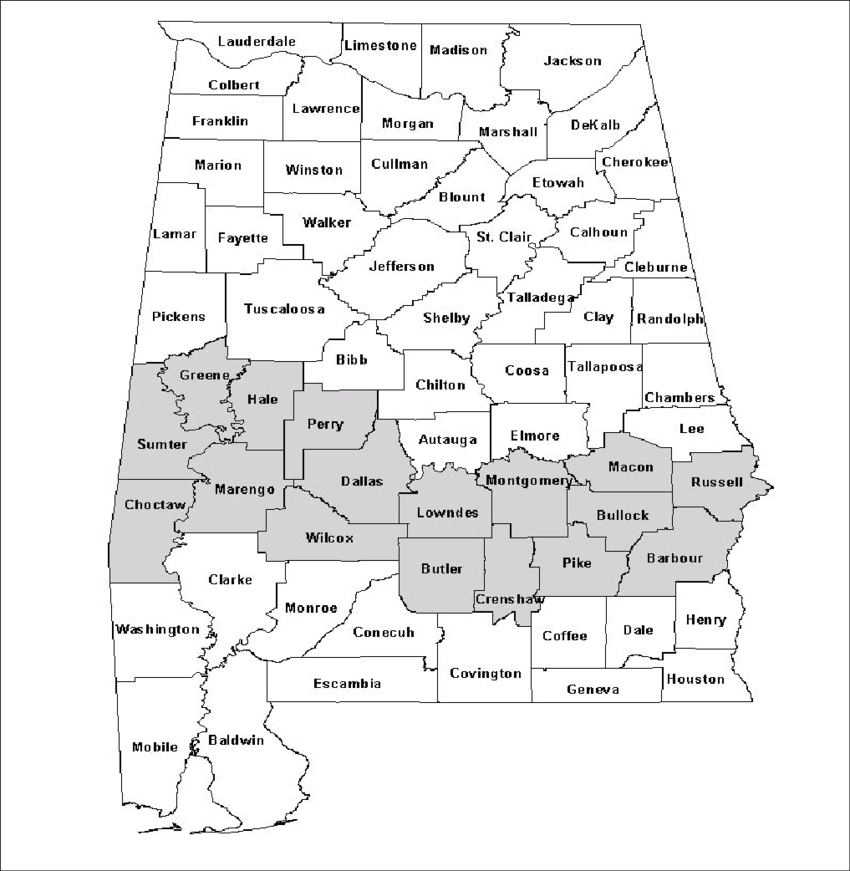 Lauderdale
Limestone
Madison
Jackson
Colbert
Lawrence
Franklin
Morgan
Marshall
DeKalb
Cherokee
Marion
Winston
Cullman
Blount
Etowah
Lamar
Fayette
Walker
St. Clair
Calhoun
Jefferson
Cleburne
Talladega
Pickens
Tuscaloosa
Shelby
Clay
Randolph
Bibb
Chilton
Coosa
Tallapoosa
Chambers
Greene
Hale
Perry
Autauga
Elmore
Lee
Sumter
Marengo
Dallas
Montgomery
Macon
Russell
Choctaw
Lowndes
Bullock
Wilcox
Butler
Crenshaw
Pike
Barbour
Clarke
Monroe
Washington
Conecuh
Coffee
Dale
Henry
Escambia
Covington
Geneva
Houston
Mobile
Baldwin